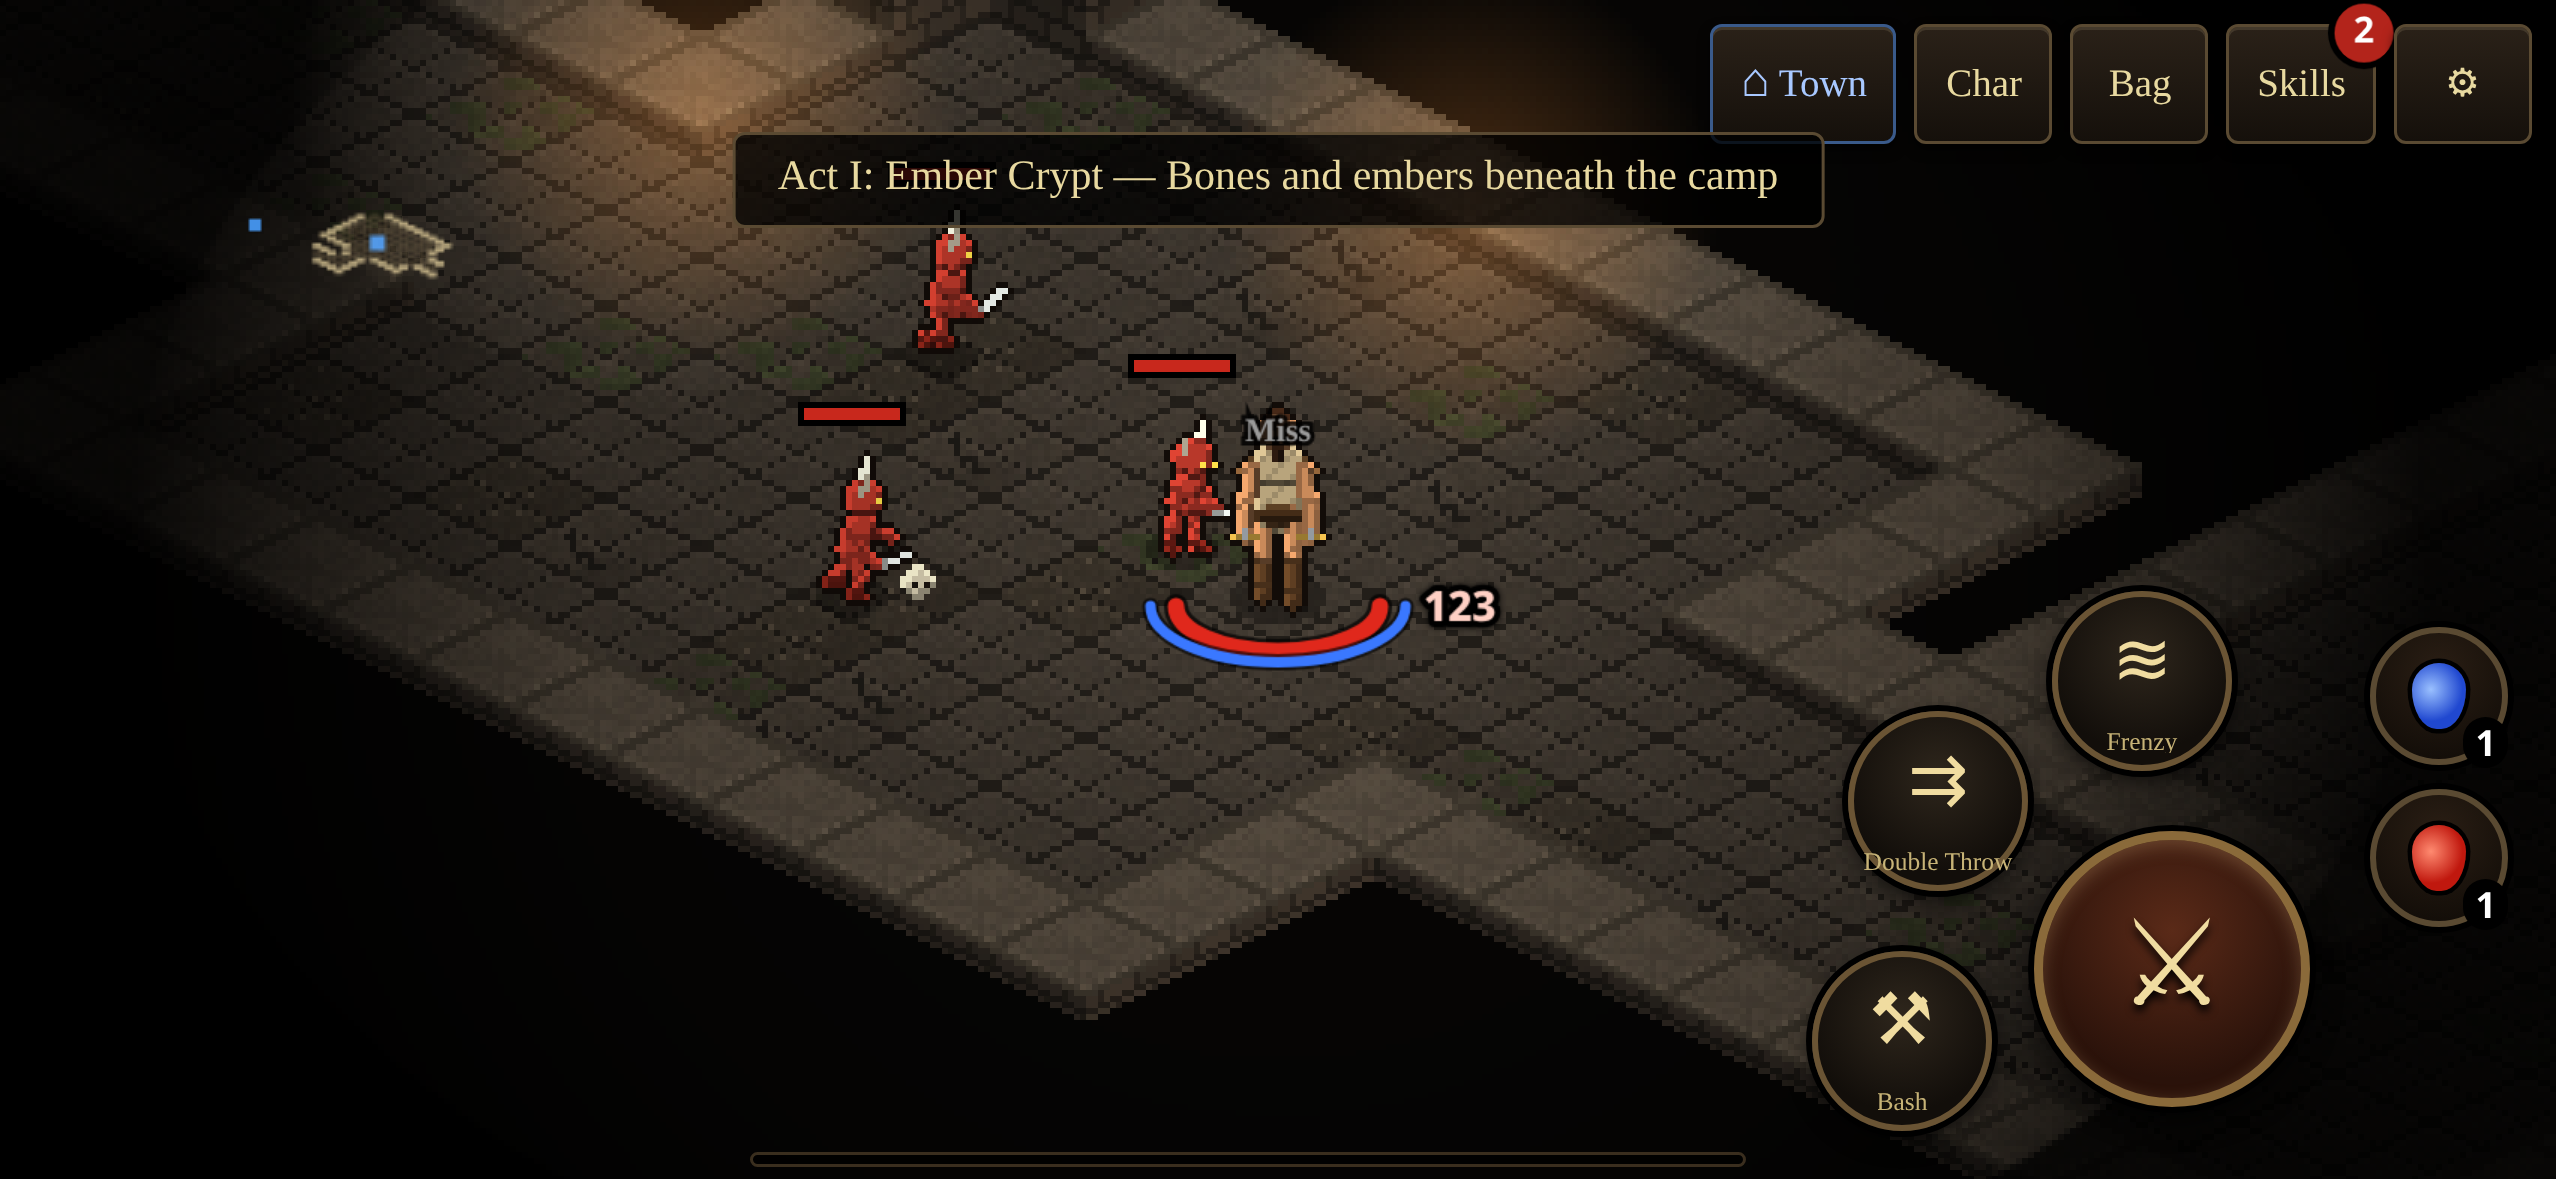 2
Town
Char
Bag
Skills
Act I: Ember Crypt — Bones and embers beneath the camp
Miss
123
Frenzy
1
Double Throw
1
Bash